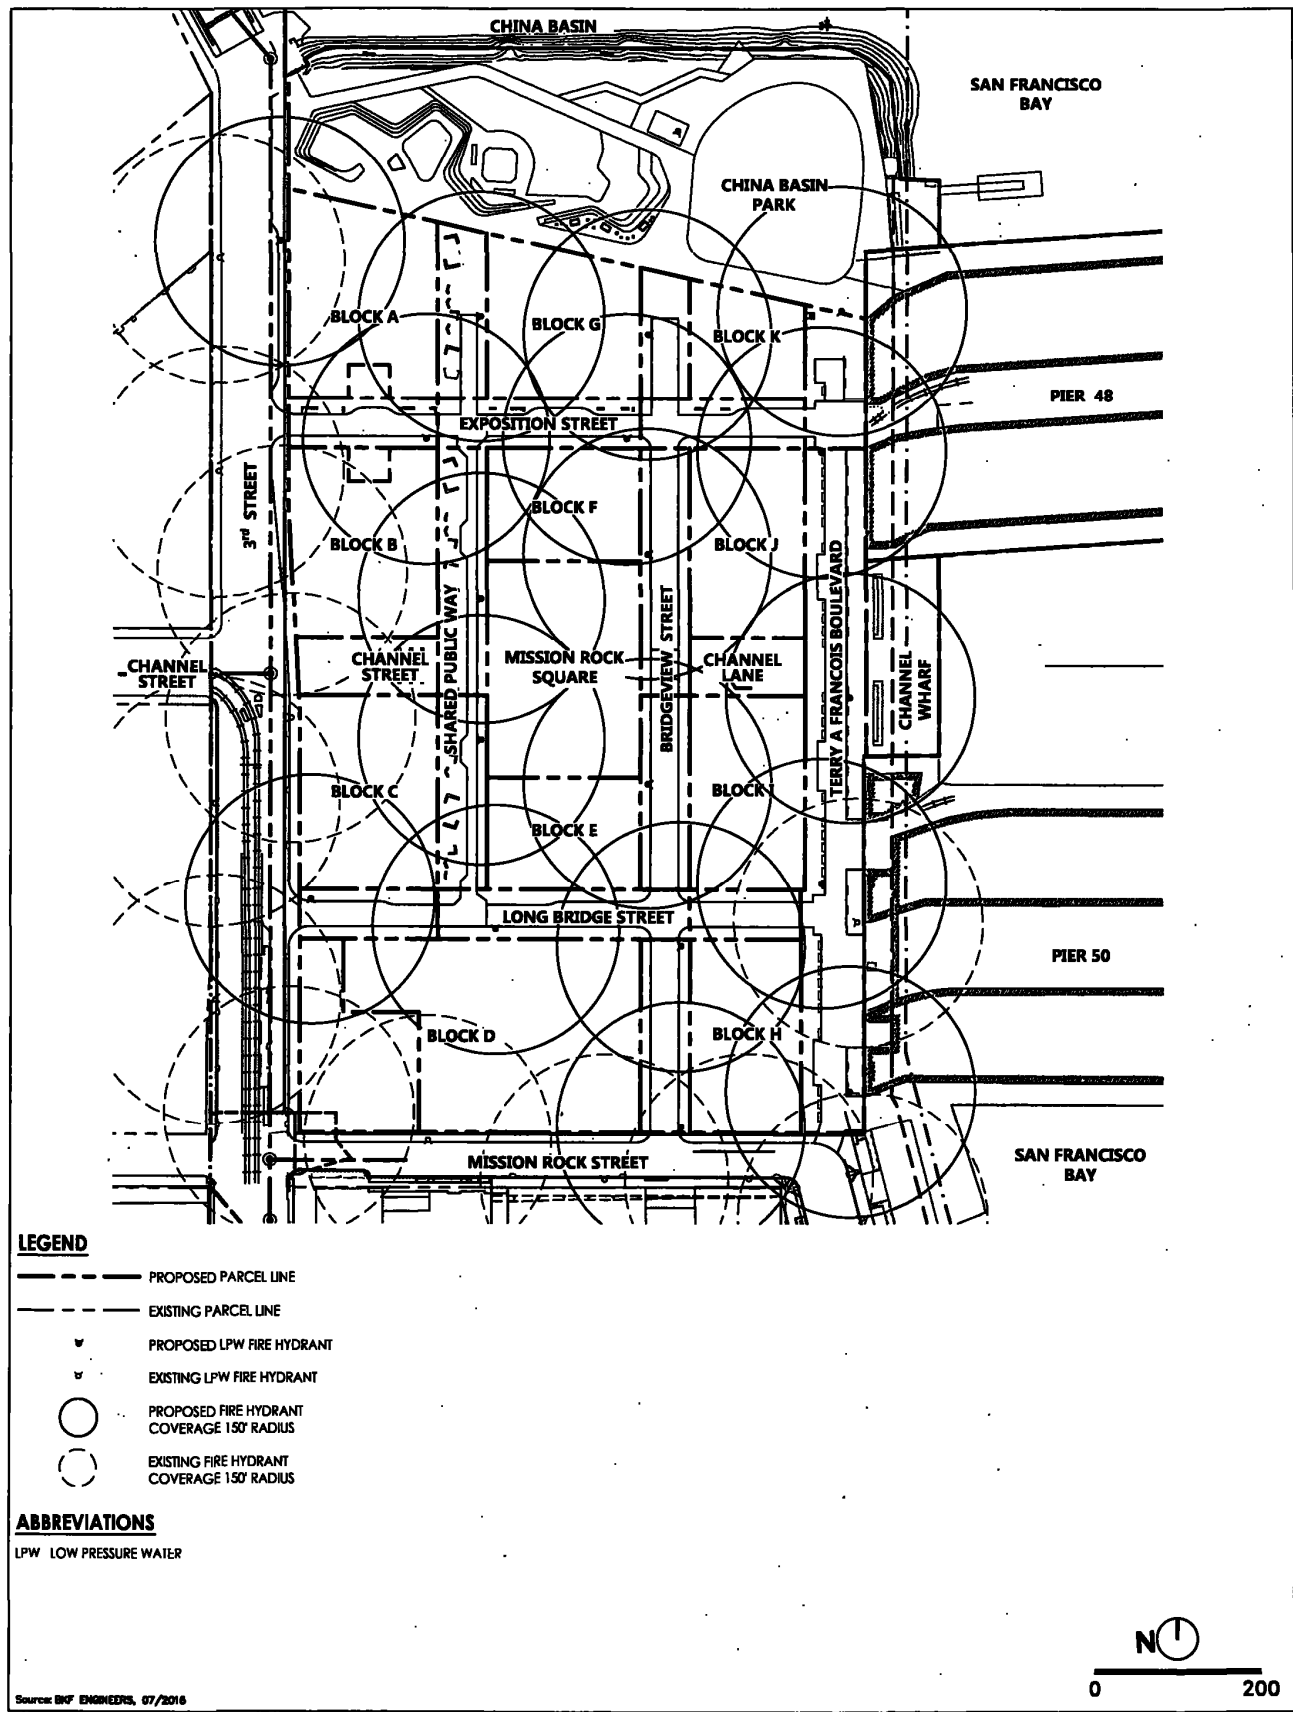 CHINA BASIN
SAN FRANCISCO
BAY
CHINA BASIN
PARK
BLOCK A
BLOCK G
BLOCK K
PIER 48
EXPOSITION STREET
3rd STREET
BLOCK F
BLOCK B
BLOCK J
SHARED PUBLIC WAY
BRIDGEVIEW STREET
TERRY A FRANCOIS BOULEVARD
CHANNEL
STREET
CHANNEL
STREET
MISSION ROCK
SQUARE
CHANNEL
LANE
CHANNEL
WHARF
BLOCK C
BLOCK I
BLOCK E
LONG BRIDGE STREET
PIER 50
BLOCK D
BLOCK H
MISSION ROCK STREET
SAN FRANCISCO
BAY
LEGEND
PROPOSED PARCEL LINE
EXISTING PARCEL LINE
PROPOSED LPW FIRE HYDRANT
EXISTING LPW FIRE HYDRANT
PROPOSED FIRE HYDRANT
COVERAGE 150' RADIUS
EXISTING FIRE HYDRANT
COVERAGE 150' RADIUS
ABBREVIATIONS
LPW LOW PRESSURE WATER
N
0 200
Source: BKF ENGINEERS, 07/2016